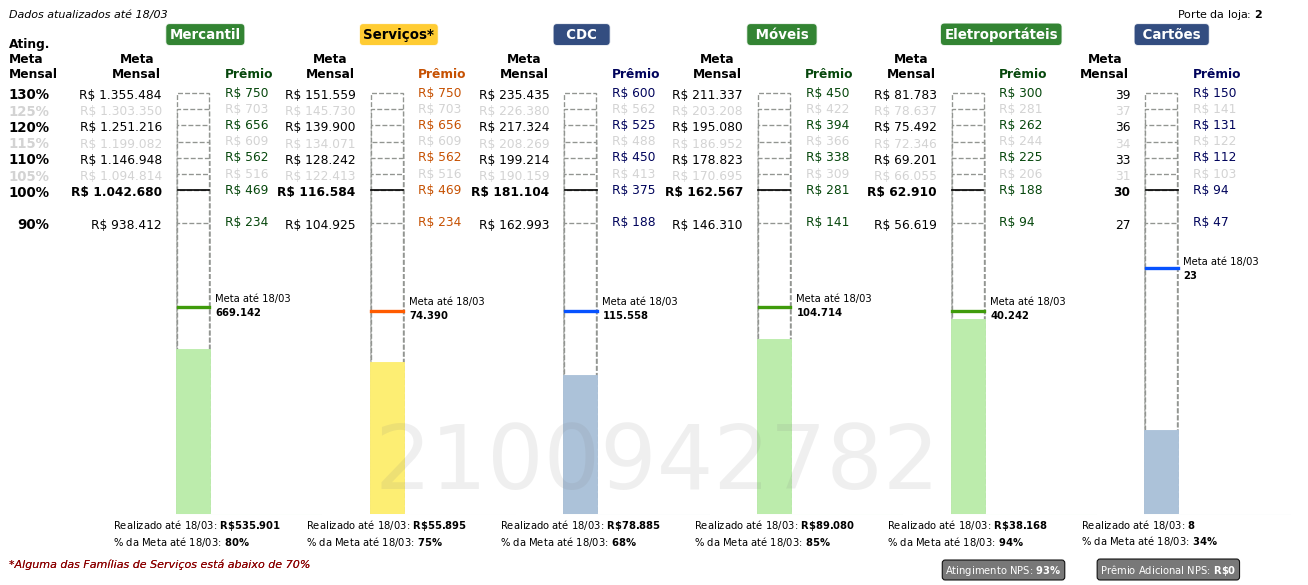 Dados atualizados até 18/03
Porte da loja: 2
Mercantil Serviços* CDC Móveis Eletroportáteis Cartões
Ating.
Meta Meta Meta Meta Meta Meta Meta
Mensal Mensal Prêmio Mensal Prêmio Mensal Prêmio Mensal Prêmio Mensal Prêmio Mensal Prêmio
130% R$ 1.355.484 R$ 750 R$ 151.559 R$ 750 R$ 235.435 R$ 600 R$ 211.337 R$ 450 R$ 81.783 R$ 300 39 R$ 150
125% R$ 1.303.350 R$ 703 R$ 145.730 R$ 703 R$ 226.380 R$ 562 R$ 203.208 R$ 422 R$ 78.637 R$ 281 37 R$ 141
120% R$ 1.251.216 R$ 656 R$ 139.900 R$ 656 R$ 217.324 R$ 525 R$ 195.080 R$ 394 R$ 75.492 R$ 262 36 R$ 131
115% R$ 1.199.082 R$ 609 R$ 134.071 R$ 609 R$ 208.269 R$ 488 R$ 186.952 R$ 366 R$ 72.346 R$ 244 34 R$ 122
110% R$ 1.146.948 R$ 562 R$ 128.242 R$ 562 R$ 199.214 R$ 450 R$ 178.823 R$ 338 R$ 69.201 R$ 225 33 R$ 112
105% R$ 1.094.814 R$ 516 R$ 122.413 R$ 516 R$ 190.159 R$ 413 R$ 170.695 R$ 309 R$ 66.055 R$ 206 31 R$ 103
100% R$ 1.042.680 R$ 469 R$ 116.584 R$ 469 R$ 181.104 R$ 375 R$ 162.567 R$ 281 R$ 62.910 R$ 188 30 R$ 94
90% R$ 938.412 R$ 234 R$ 104.925 R$ 234 R$ 162.993 R$ 188 R$ 146.310 R$ 141 R$ 56.619 R$ 94 27 R$ 47
Meta até 18/03
23
Meta até 18/03 Meta até 18/03 Meta até 18/03 Meta até 18/03 Meta até 18/03
669.142 74.390 115.558 104.714 40.242
2100942782
Realizado até 18/03: R$535.901 Realizado até 18/03: R$55.895 Realizado até 18/03: R$78.885 Realizado até 18/03: R$89.080 Realizado até 18/03: R$38.168 Realizado até 18/03: 8
% da Meta até 18/03: 80% % da Meta até 18/03: 75% % da Meta até 18/03: 68% % da Meta até 18/03: 85% % da Meta até 18/03: 94% % da Meta até 18/03: 34%
*Alguma das Famílias de Serviços está abaixo de 70%
Atingimento NPS: 93% Prêmio Adicional NPS: R$0